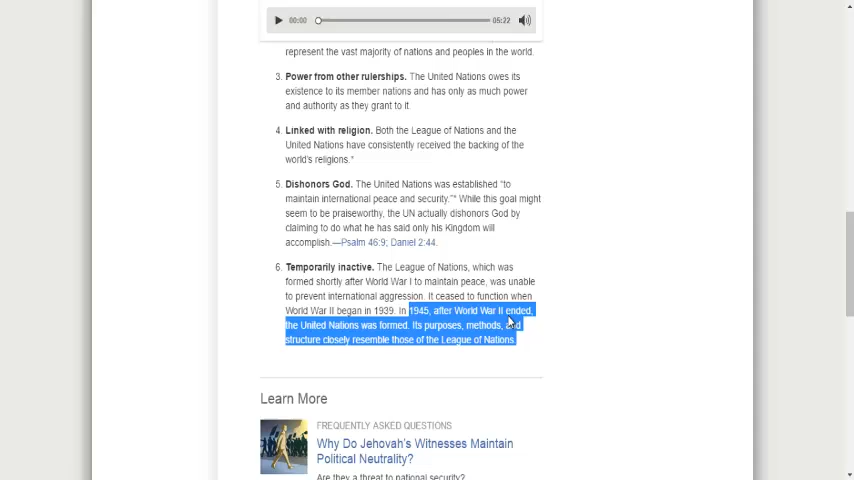 00:00
05:22
represent the vast majority of nations and peoples in the world.
3. Power from other rulerships. The United Nations owes its
existence to its member nations and has only as much power
and authority as they grant to it.
4. Linked with religion. Both the League of Nations and the
United Nations have consistently received the backing of the
world's religions.*
5. Dishonors God. The United Nations was established “to
maintain international peace and security.”* While this goal might
seem to be praiseworthy, the UN actually dishonors God by
claiming to do what he has said only his Kingdom will
accomplish.—Psalm 46:9; Daniel 2:44.
6. Temporarily inactive. The League of Nations, which was
formed shortly after World War I to maintain peace, was unable
to prevent international aggression. It ceased to function when
World War II began in 1939. In 1945, after World War II ended,
the United Nations was formed. Its purposes, methods, and
structure closely resemble those of the League of Nations.
Learn More
FREQUENTLY ASKED QUESTIONS
Why Do Jehovah's Witnesses Maintain
Political Neutrality?
Are they a threat to national security?